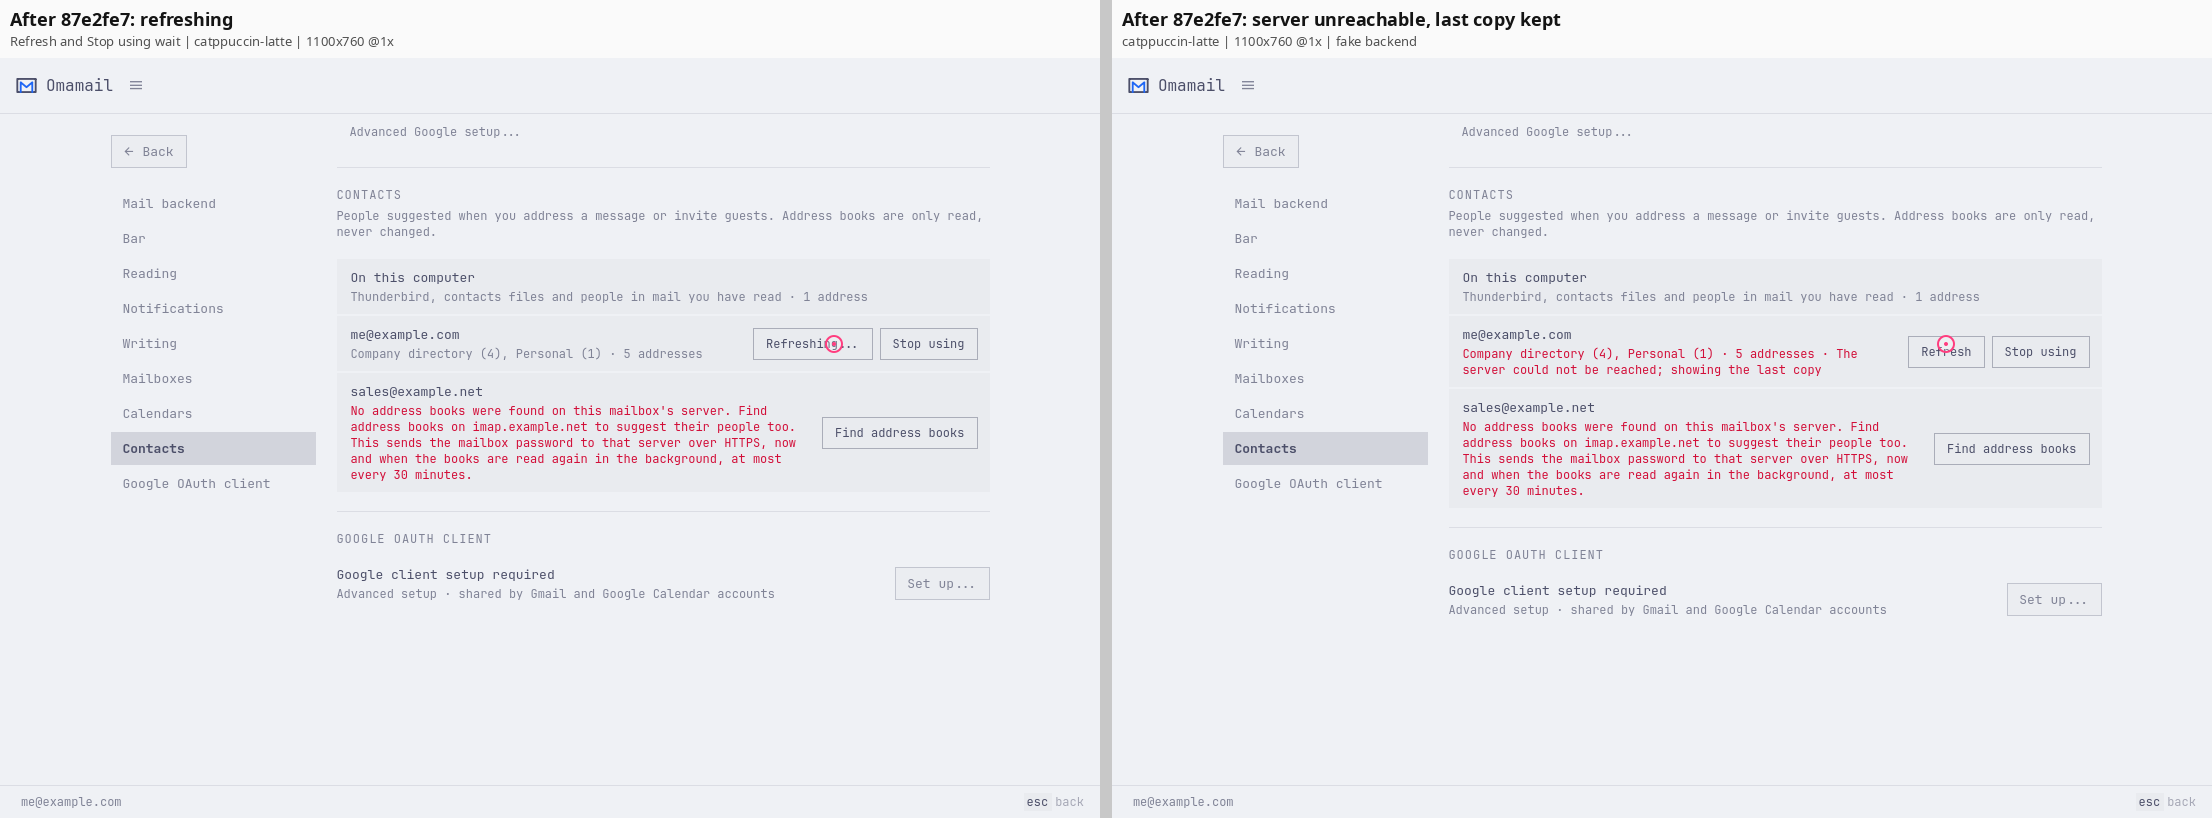 After 87e2fe7: refreshing
Refresh and Stop using wait | catppuccin-latte | 1100x760 @1x
Omamail
Advanced Google setup...
← Back
Mail backend
Bar
Reading
Notifications
Writing
Mailboxes
Calendars
Contacts
Google OAuth client
CONTACTS
People suggested when you address a message or invite guests. Address books are only read,
never changed.
On this computer
Thunderbird, contacts files and people in mail you have read · 1 address
me@example.com
Company directory (4), Personal (1) · 5 addresses
Refreshing...
Stop using
sales@example.net
No address books were found on this mailbox's server. Find
address books on imap.example.net to suggest their people too.
This sends the mailbox password to that server over HTTPS, now
and when the books are read again in the background, at most
every 30 minutes.
Find address books
GOOGLE OAUTH CLIENT
Google client setup required
Advanced setup · shared by Gmail and Google Calendar accounts
Set up...
me@example.com
esc back
After 87e2fe7: server unreachable, last copy kept
catppuccin-latte | 1100x760 @1x | fake backend
Omamail
Advanced Google setup...
← Back
Mail backend
Bar
Reading
Notifications
Writing
Mailboxes
Calendars
Contacts
Google OAuth client
CONTACTS
People suggested when you address a message or invite guests. Address books are only read,
never changed.
On this computer
Thunderbird, contacts files and people in mail you have read · 1 address
me@example.com
Company directory (4), Personal (1) · 5 addresses · The
server could not be reached; showing the last copy
Refresh
Stop using
sales@example.net
No address books were found on this mailbox's server. Find
address books on imap.example.net to suggest their people too.
This sends the mailbox password to that server over HTTPS, now
and when the books are read again in the background, at most
every 30 minutes.
Find address books
GOOGLE OAUTH CLIENT
Google client setup required
Advanced setup · shared by Gmail and Google Calendar accounts
Set up...
me@example.com
esc back